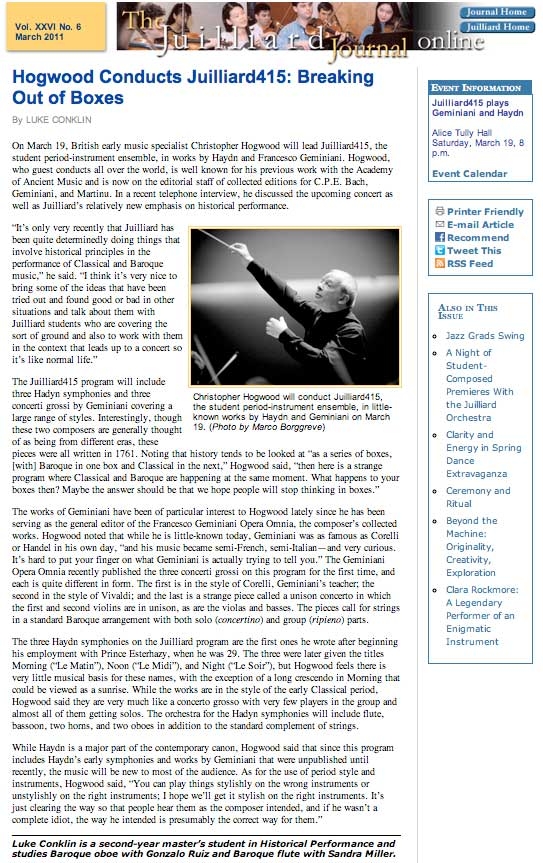 Vol. XXVI No. 6
March 2011
The
Juilliard
Journal online
Journal Home
Juilliard Home
Hogwood Conducts Juilliard415: Breaking
Out of Boxes
By LUKE CONKLIN
On March 19, British early music specialist Christopher Hogwood will lead Juilliard415, the
student period-instrument ensemble, in works by Haydn and Francesco Geminiani. Hogwood,
who guest conducts all over the world, is well known for his previous work with the Academy
of Ancient Music and is now on the editorial staff of collected editions for C.P.E. Bach,
Geminiani, and Martinu. In a recent telephone interview, he discussed the upcoming concert as
well as Juilliard's relatively new emphasis on historical performance.
"It's only very recently that Juilliard has
been quite determinedly doing things that
involve historical principles in the
performance of Classical and Baroque
music," he said. "I think it's very nice to
bring some of the ideas that have been
tried out and found good or bad in other
situations and talk about them with
Juilliard students who are covering the
sort of ground and also to work with them
in the context that leads up to a concert so
it's like normal life."
Christopher Hogwood will conduct Juilliard415,
the student period-instrument ensemble, in little-
known works by Haydn and Geminiani on March
19. (Photo by Marco Borggreve)
The Juilliard415 program will include
three Hadyn symphonies and three
concerti grossi by Geminiani covering a
large range of styles. Interestingly, though
these two composers are generally thought
of as being from different eras, these
pieces were all written in 1761. Noting that history tends to be looked at "as a series of boxes,
[with] Baroque in one box and Classical in the next," Hogwood said, "then here is a strange
program where Classical and Baroque are happening at the same moment. What happens to your
boxes then? Maybe the answer should be that we hope people will stop thinking in boxes."
The works of Geminiani have been of particular interest to Hogwood lately since he has been
serving as the general editor of the Francesco Geminiani Opera Omnia, the composer's collected
works. Hogwood noted that while he is little-known today, Geminiani was as famous as Corelli
or Handel in his own day, "and his music became semi-French, semi-Italian—and very curious.
It's hard to put your finger on what Geminiani is actually trying to tell you." The Geminiani
Opera Omnia recently published the three concerti grossi on this program for the first time, and
each is quite different in form. The first is in the style of Corelli, Geminiani's teacher; the
second in the style of Vivaldi; and the last is a strange piece called a unison concerto in which
the first and second violins are in unison, as are the violas and basses. The pieces call for strings
in a standard Baroque arrangement with both solo (concertino) and group (ripieno) parts.
The three Haydn symphonies on the Juilliard program are the first ones he wrote after beginning
his employment with Prince Esterhazy, when he was 29. The three were later given the titles
Morning ("Le Matin"), Noon ("Le Midi"), and Night ("Le Soir"), but Hogwood feels there is
very little musical basis for these names, with the exception of a long crescendo in Morning that
could be viewed as a sunrise. While the works are in the style of the early Classical period,
Hogwood said they are very much like a concerto grosso with very few players in the group and
almost all of them getting solos. The orchestra for the Hadyn symphonies will include flute,
bassoon, two horns, and two oboes in addition to the standard complement of strings.
While Haydn is a major part of the contemporary canon, Hogwood said that since this program
includes Haydn's early symphonies and works by Geminiani that were unpublished until
recently, the music will be new to most of the audience. As for the use of period style and
instruments, Hogwood said, "You can play things stylishly on the wrong instruments or
unstylishly on the right instruments; I hope we'll get it stylish on the right instruments. It's
just clearing the way so that people hear them as the composer intended, and if he wasn't a
complete idiot, the way he intended is presumably the correct way for them."
Luke Conklin is a second-year master's student in Historical Performance and
studies Baroque oboe with Gonzalo Ruiz and Baroque flute with Sandra Miller.
EVENT INFORMATION
Juilliard415 plays
Geminiani and Haydn
Alice Tully Hall
Saturday, March 19, 8
p.m.
Event Calendar
Printer Friendly
E-mail Article
Recommend
Tweet This
RSS Feed
ALSO IN THIS
ISSUE
Jazz Grads Swing
A Night of
Student-
Composed
Premieres With
the Juilliard
Orchestra
Clarity and
Energy in Spring
Dance
Extravaganza
Ceremony and
Ritual
Beyond the
Machine:
Originality,
Creativity,
Exploration
Clara Rockmore:
A Legendary
Performer of an
Enigmatic
Instrument